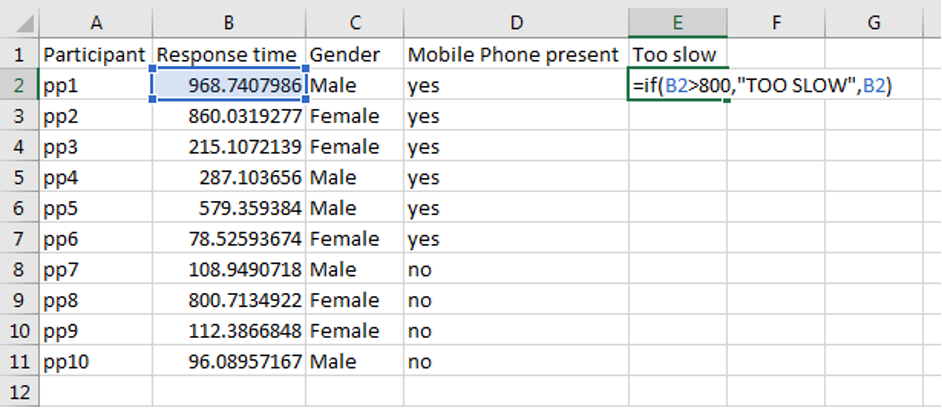 A B C D E F G
1 Participant Response time Gender Mobile Phone present Too slow
2 pp1 968.7407986 Male yes =if(B2>800,"TOO SLOW",B2)
3 pp2 860.0319277 Female yes
4 pp3 215.1072139 Female yes
5 pp4 287.103656 Male yes
6 pp5 579.359384 Male yes
7 pp6 78.52593674 Female yes
8 pp7 108.9490718 Male no
9 pp8 800.7134922 Female no
10 pp9 112.3866848 Female no
11 pp10 96.08957167 Male no
12